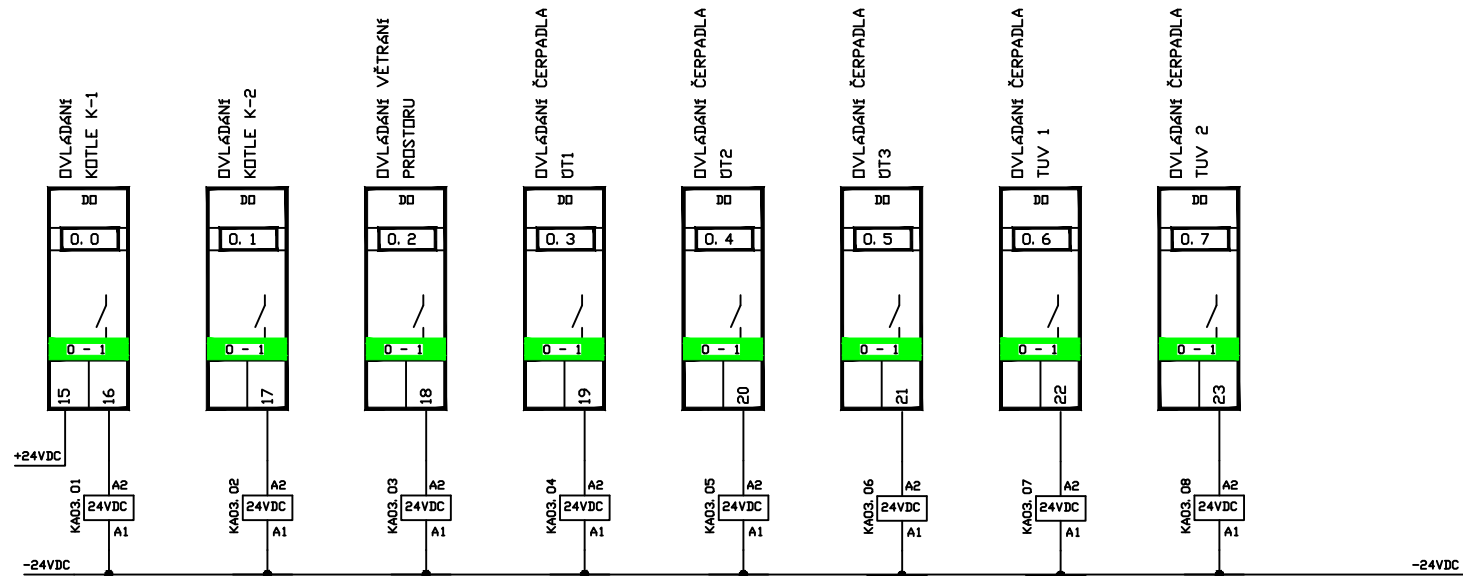 OVLÁDÁNÍ
KOTLE K-1
OVLÁDÁNÍ
KOTLE K-2
OVLÁDÁNÍ VĚTRÁNÍ
PROSTORU
OVLÁDÁNÍ ČERPADLA
ÚT1
OVLÁDÁNÍ ČERPADLA
ÚT2
OVLÁDÁNÍ ČERPADLA
ÚT3
OVLÁDÁNÍ ČERPADLA
TUV 1
OVLÁDÁNÍ ČERPADLA
TUV 2
DO DO DO DO DO DO DO DO
0.0 0.1 0.2 0.3 0.4 0.5 0.6 0.7
0 - 1 0 - 1 0 - 1 0 - 1 0 - 1 0 - 1 0 - 1 0 - 1
15 16 17 18 19 20 21 22 23
+24VDC
KA03.01 KA03.02 KA03.03 KA03.04 KA03.05 KA03.06 KA03.07 KA03.08
A2 A2 A2 A2 A2 A2 A2 A2
24VDC 24VDC 24VDC 24VDC 24VDC 24VDC 24VDC 24VDC
A1 A1 A1 A1 A1 A1 A1 A1
-24VDC -24VDC